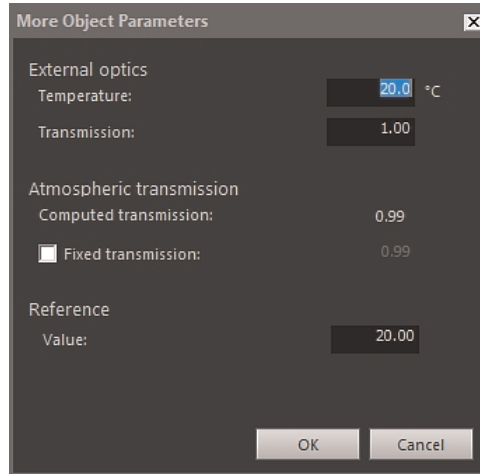 More Object Parameters
External optics
Temperature: 20.0 °C
Transmission: 1.00
Atmospheric transmission
Computed transmission: 0.99
Fixed transmission: 0.99
Reference
Value: 20.00
OK Cancel